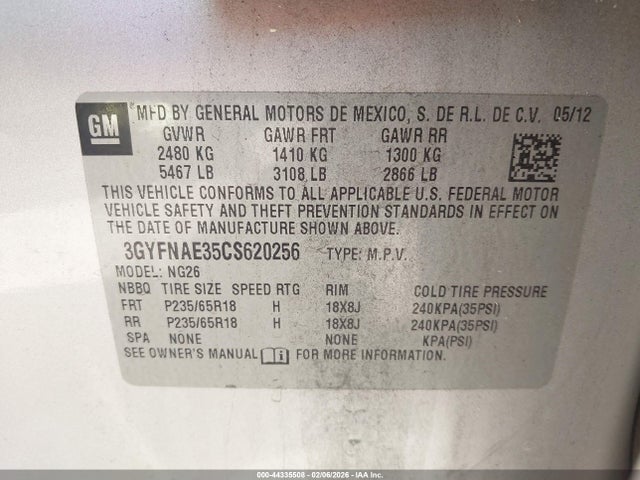 GM MFD BY GENERAL MOTORS DE MEXICO, S. DE R.L. DE C.V. 05/12
GVWR GAWR FRT GAWR RR
2480 KG 1410 KG 1300 KG
5467 LB 3108 LB 2866 LB
THIS VEHICLE CONFORMS TO ALL APPLICABLE U.S. FEDERAL MOTOR
VEHICLE SAFETY AND THEFT PREVENTION STANDARDS IN EFFECT ON
THE DATE OF MANUFACTURE SHOWN ABOVE.
3GYFNAE35CS620256 TYPE: M.P.V.
MODEL: NG26
NBBQ TIRE SIZE SPEED RTG RIM COLD TIRE PRESSURE
FRT P235/65R18 H 18X8J 240KPA(35PSI)
RR P235/65R18 H 18X8J 240KPA(35PSI)
SPA NONE NONE KPA(PSI)
SEE OWNER'S MANUAL FOR MORE INFORMATION
000-44335508 - 02/06/2026 - IAA Inc.